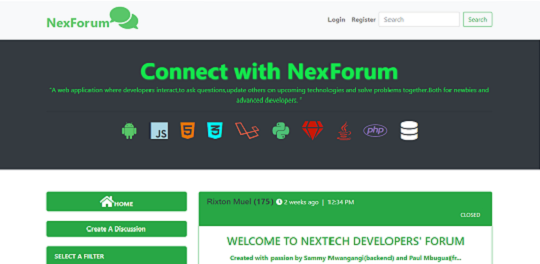 NexForum
Login Register Search Search
Connect with NexForum
"A web application where developers interact,to ask questions,update others on upcoming technologies and solve problems together.Both for newbies and
advanced developers. "
JS 5 3 php
HOME
Create A Discussion
SELECT A FILTER
Rixton Muel (175) 2 weeks ago | 12:34 PM
CLOSED
WELCOME TO NEXTECH DEVELOPERS' FORUM
Created with passion by Sammy Mwangangi(backend) and Paul Mbugua(fr...